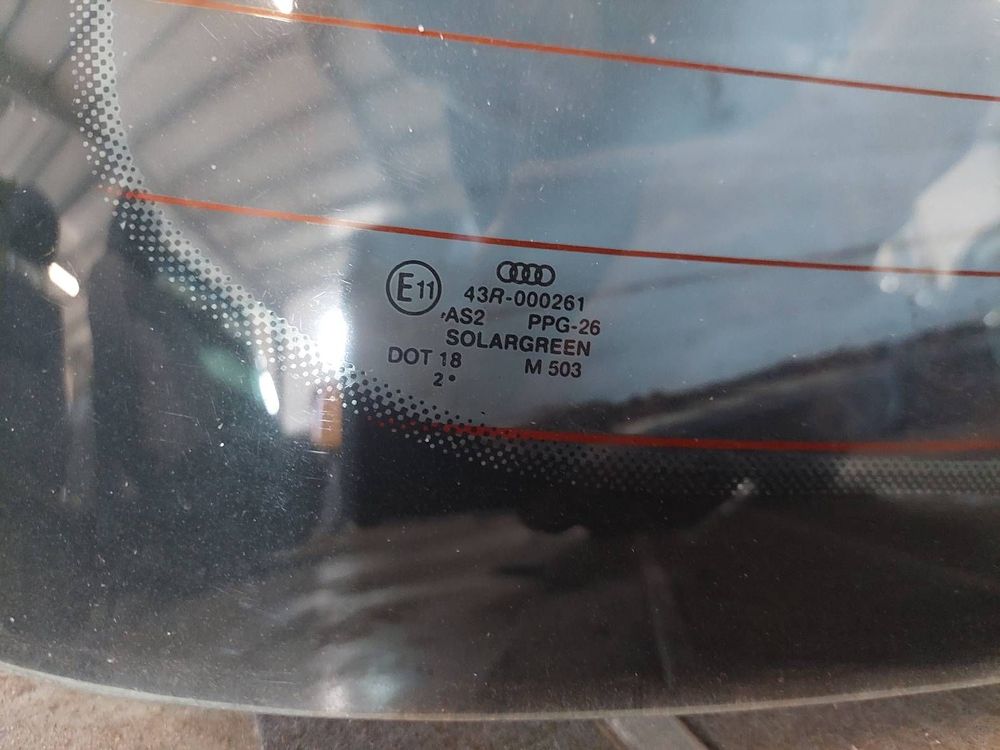 E11
43R-000261
AS2 PPG-26
SOLARGREEN
DOT 18 M 503
2•